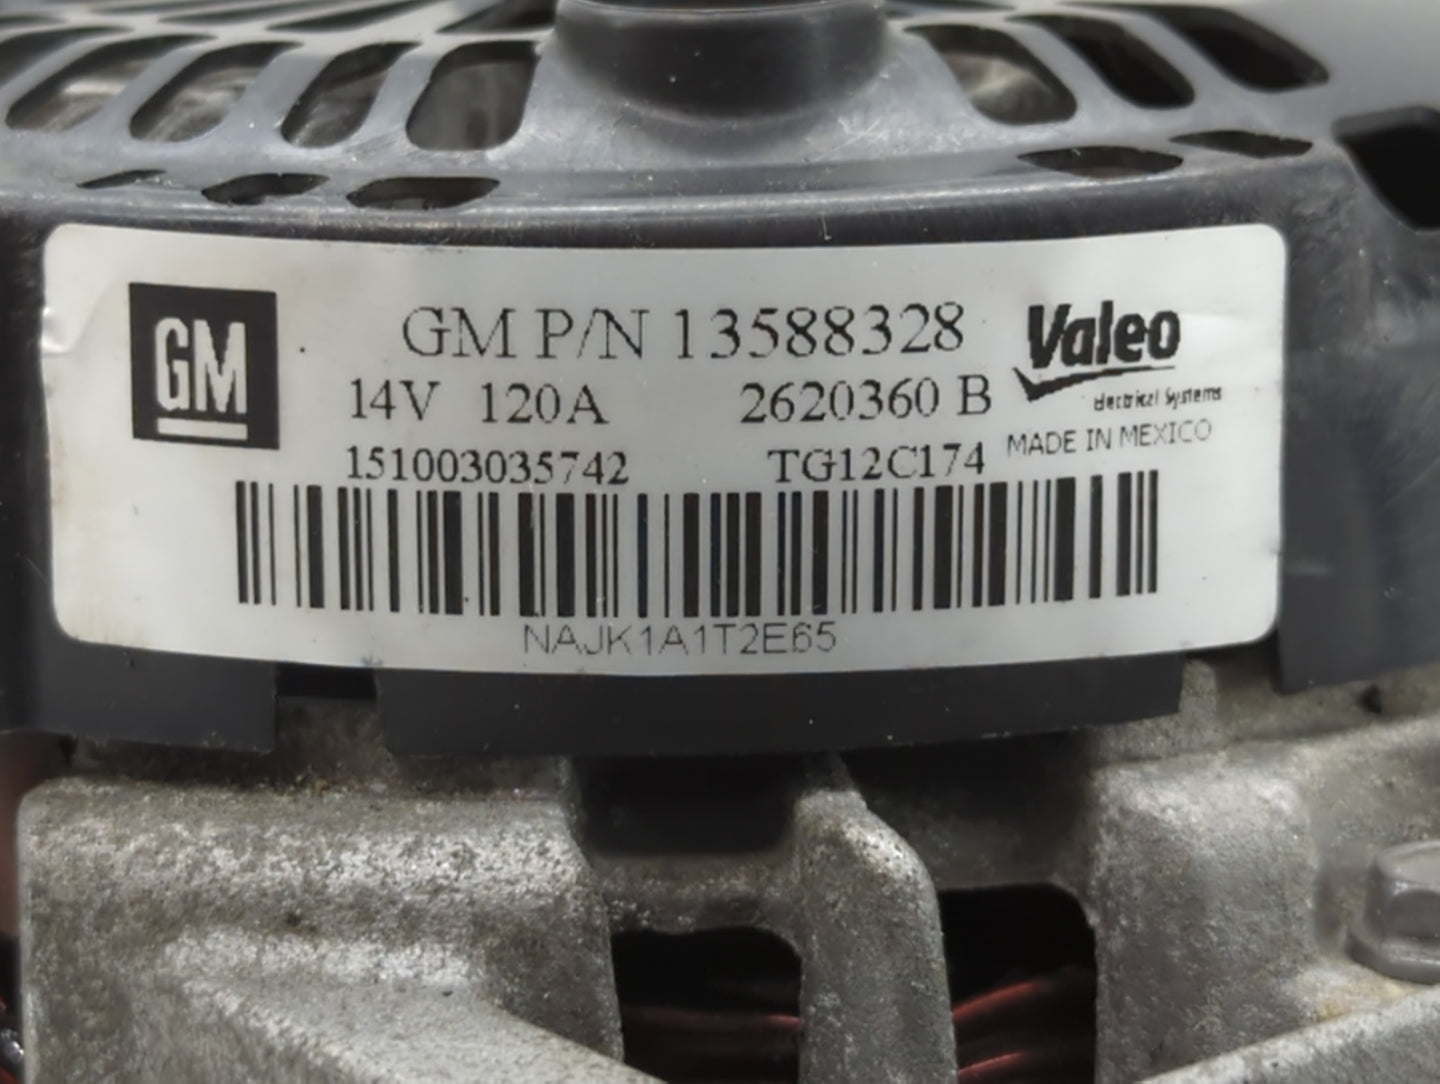 GM
GM P/N 13588328
14V 120A 2620360 B
Valeo
Electrical Systems
151003035742 TG12C174
MADE IN MEXICO
NAJK1A1T2E65